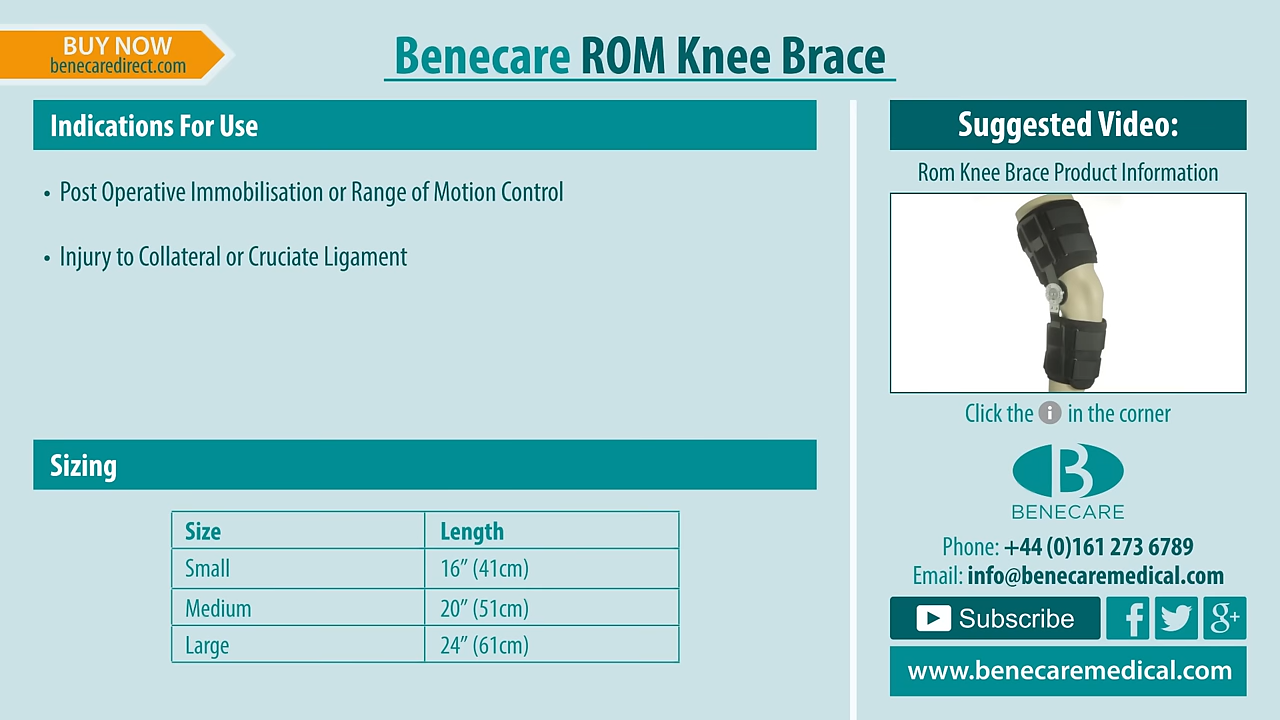 BUY NOW
benecaredirect.com
Benecare ROM Knee Brace
Indications For Use
• Post Operative Immobilisation or Range of Motion Control
• Injury to Collateral or Cruciate Ligament
Sizing
Size Length
Small 16” (41cm)
Medium 20” (51cm)
Large 24” (61cm)
Suggested Video:
Rom Knee Brace Product Information
Click the i in the corner
B
BENECARE
Phone: +44 (0)161 273 6789
Email: info@benecaremedical.com
Subscribe f g+
www.benecaremedical.com